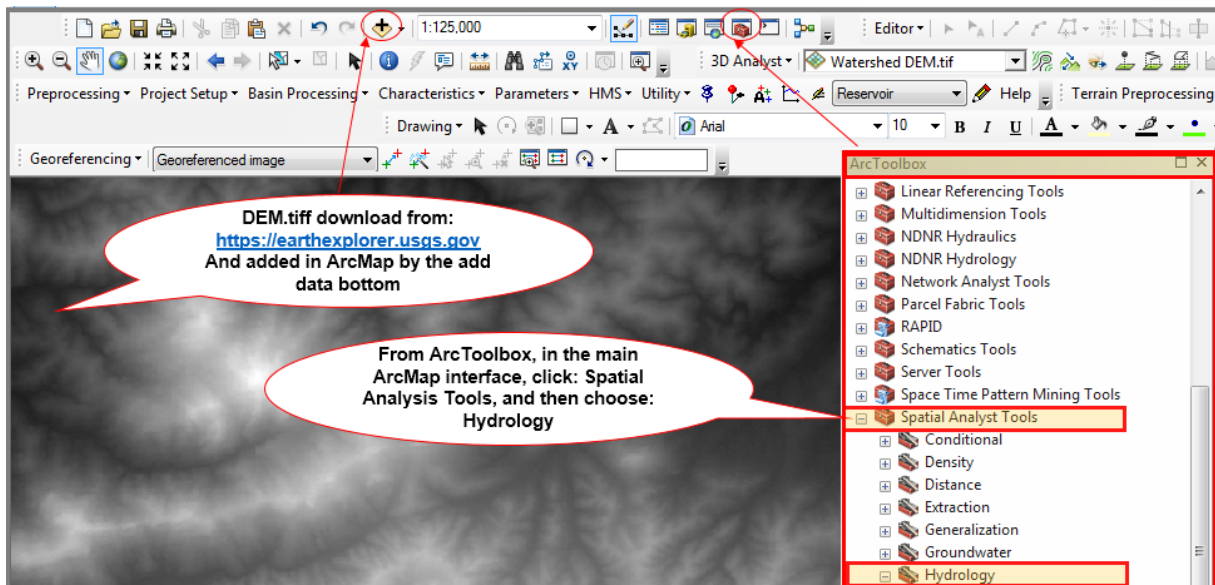 1:125,000
Editor
3D Analyst
Watershed DEM.tif
Preprocessing Project Setup Basin Processing Characteristics Parameters HMS Utility
Reservoir
Help
Terrain Preprocessing
Drawing
A
Arial
10
B I U A
Georeferencing
Georeferenced image
ArcToolbox
DEM.tiff download from:
https://earthexplorer.usgs.gov
And added in ArcMap by the add
data bottom
From ArcToolbox, in the main
ArcMap interface, click: Spatial
Analysis Tools, and then choose:
Hydrology
Linear Referencing Tools
Multidimension Tools
NDNR Hydraulics
NDNR Hydrology
Network Analyst Tools
Parcel Fabric Tools
RAPID
Schematics Tools
Server Tools
Space Time Pattern Mining Tools
Spatial Analyst Tools
Conditional
Density
Distance
Extraction
Generalization
Groundwater
Hydrology